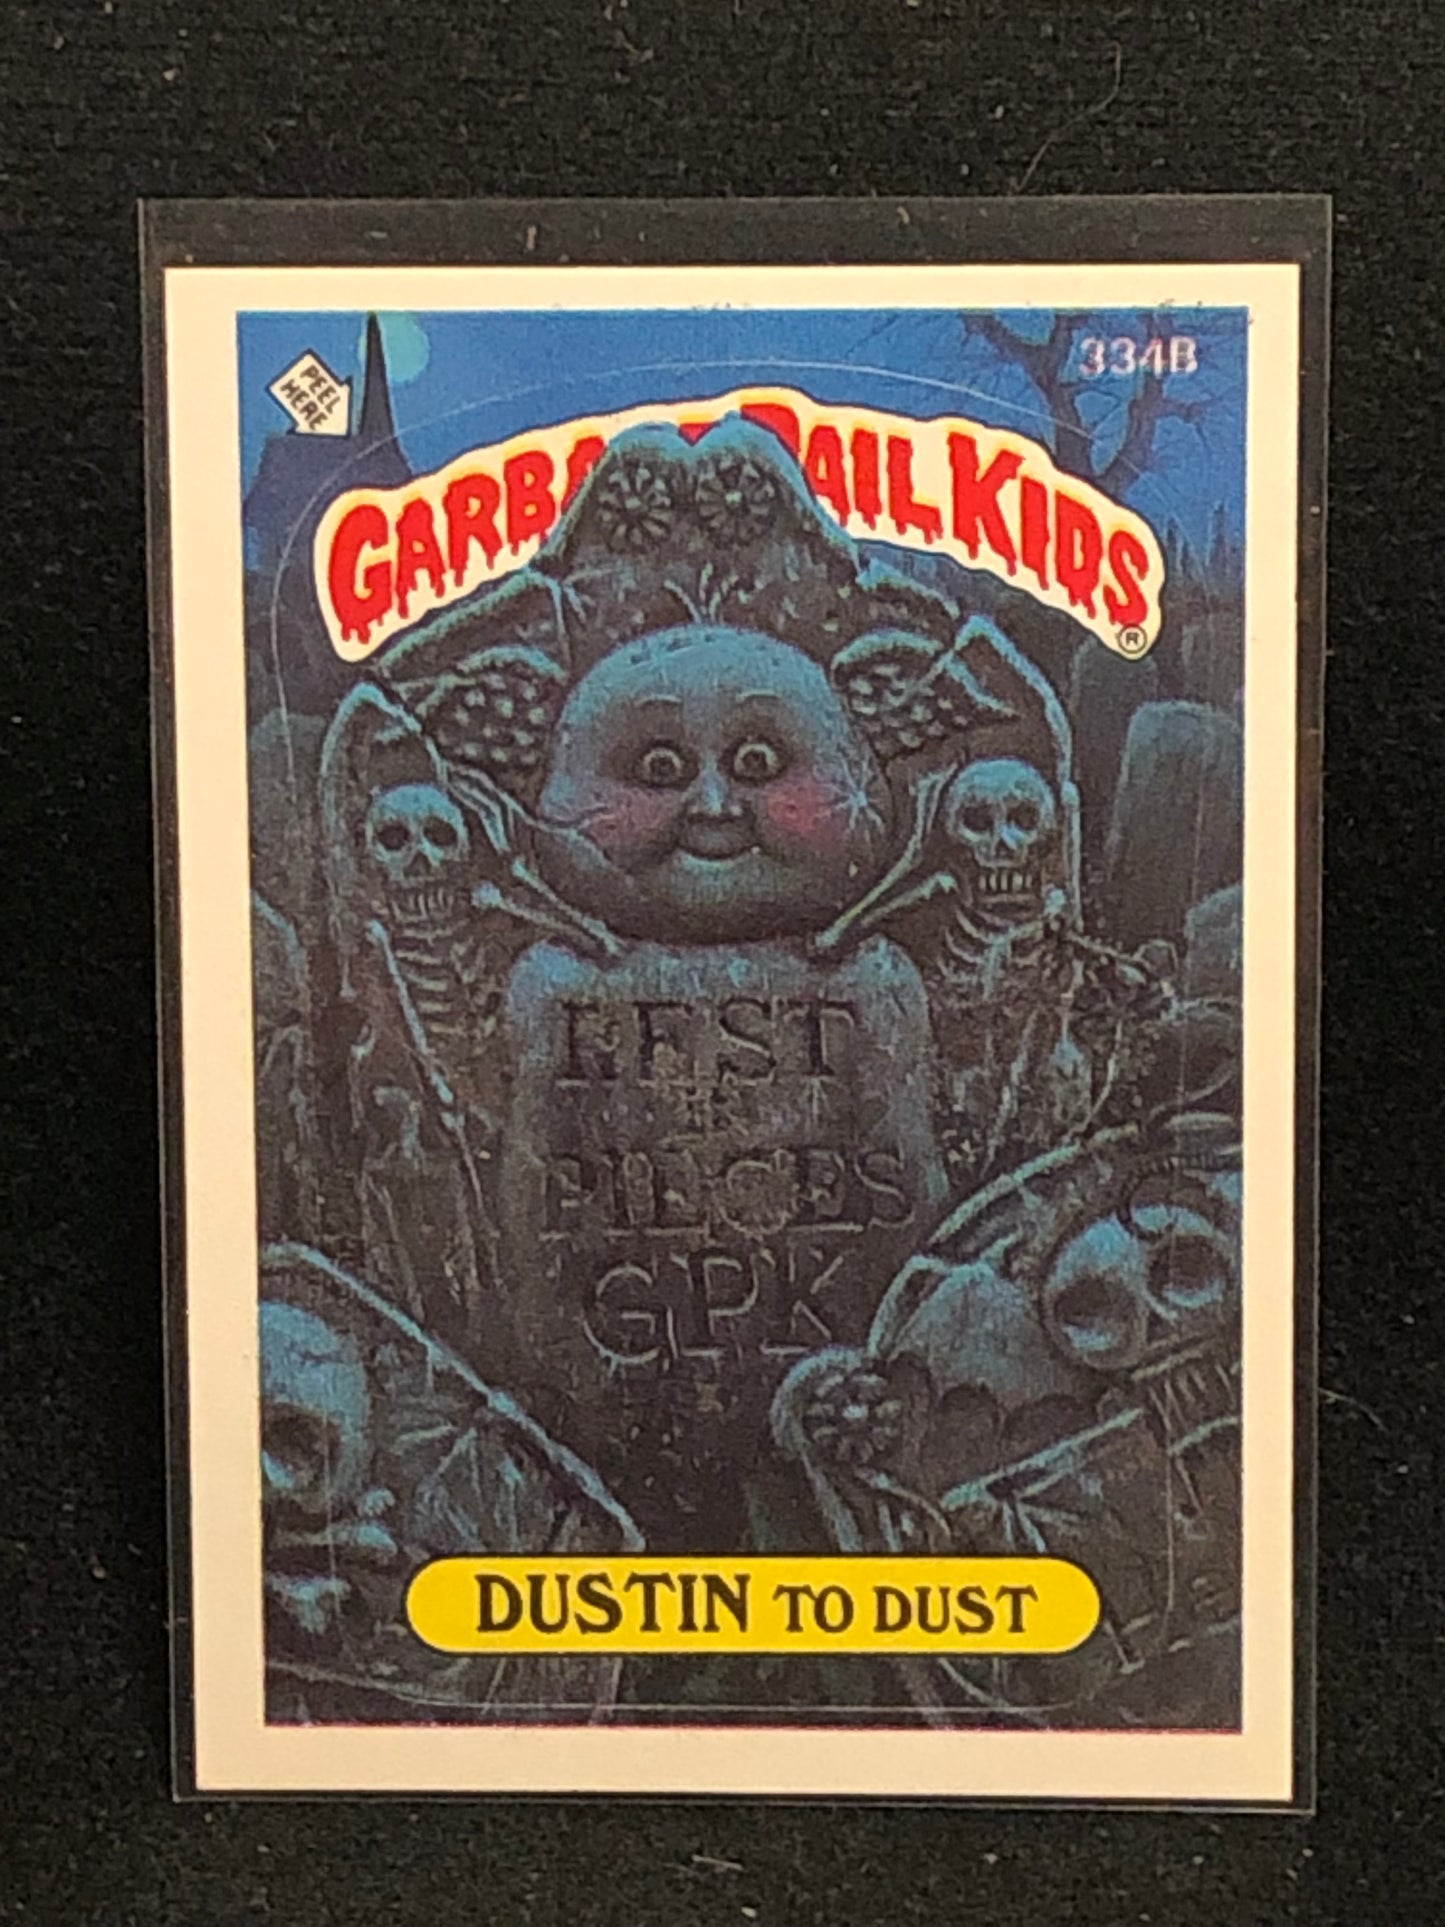 PEEL
HERE
334B
GARBAGE PAIL KIDS
®
REST
IN
PIECES
GPK
DUSTIN TO DUST